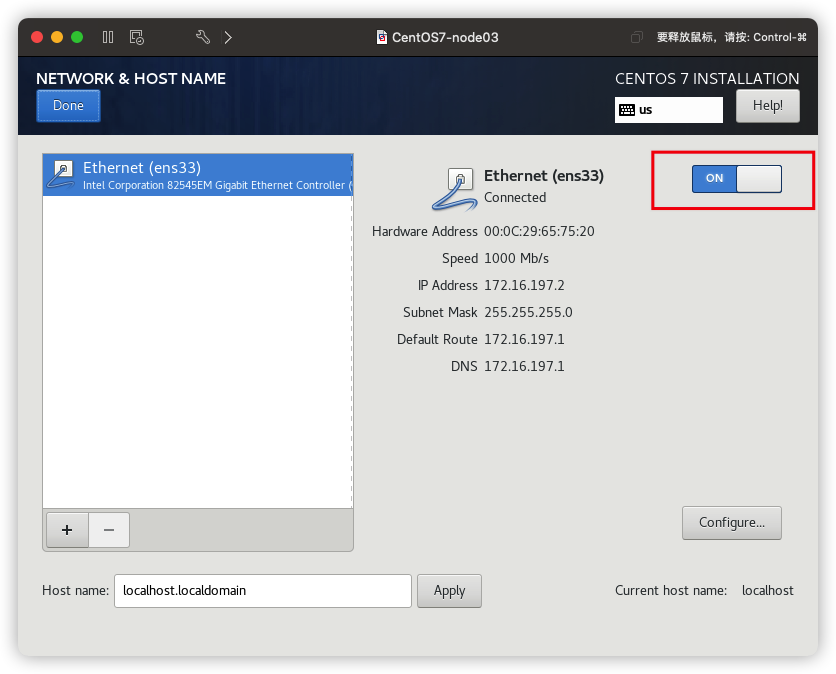 CentOS7-node03
要释放鼠标，请按: Control-⌘
NETWORK & HOST NAME
CENTOS 7 INSTALLATION
Done
us
Help!
Ethernet (ens33)
Intel Corporation 82545EM Gigabit Ethernet Controller (
Ethernet (ens33)
Connected
ON
Hardware Address 00:0C:29:65:75:20
Speed 1000 Mb/s
IP Address 172.16.197.2
Subnet Mask 255.255.255.0
Default Route 172.16.197.1
DNS 172.16.197.1
+ −
Configure...
Host name: localhost.localdomain Apply
Current host name: localhost